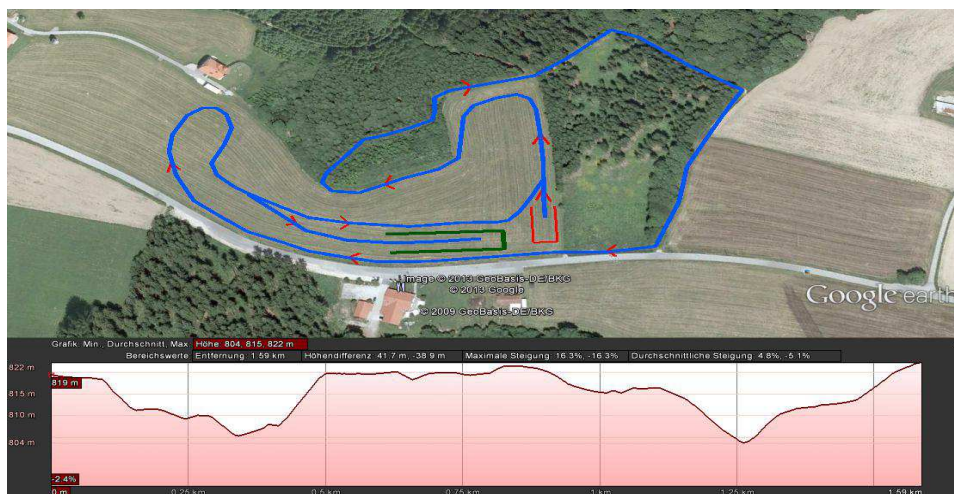 Image © 2013 GeoBasis-DE/BKG
© 2013 Google
© 2009 GeoBasis-DE/BKG
Google earth
Grafik: Min., Durchschnitt, Max. Höhe: 804, 815, 822 m
Bereichswerte: Entfernung: 1.59 km Höhendifferenz: 41.7 m, -38.9 m Maximale Steigung: 16.3%, -16.3% Durchschnittliche Steigung: 4.8%, -5.1%
822 m
819 m
815 m
810 m
804 m
-2.4%
0 m 0.25 km 0.5 km 0.75 km 1 km 1.25 km 1.59 km